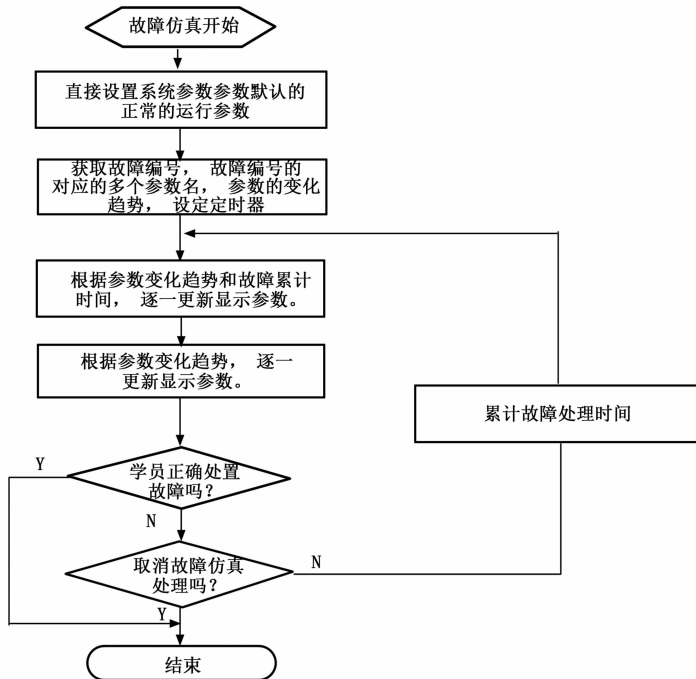 故障仿真开始
直接设置系统参数参数默认的
正常的运行参数
获取故障编号， 故障编号的
对应的多个参数名， 参数的变化
趋势， 设定定时器
根据参数变化趋势和故障累计
时间， 逐一更新显示参数。
根据参数变化趋势， 逐一
更新显示参数。
累计故障处理时间
Y
学员正确处置
故障吗？
N
取消故障仿真
处理吗？
N
Y
结束